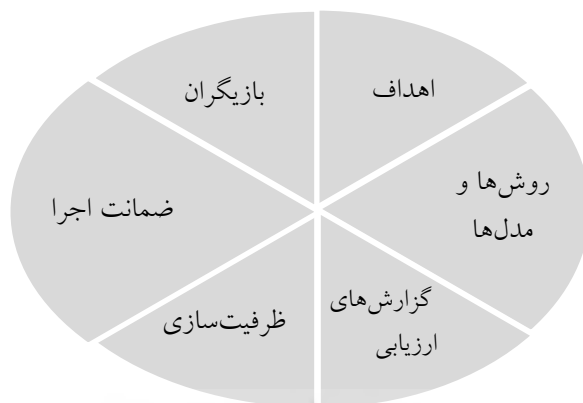 اهداف
بازیگران
روش‌ها و
مدل‌ها
ضمانت اجرا
گزارش‌های
ارزیابی
ظرفیت‌سازی